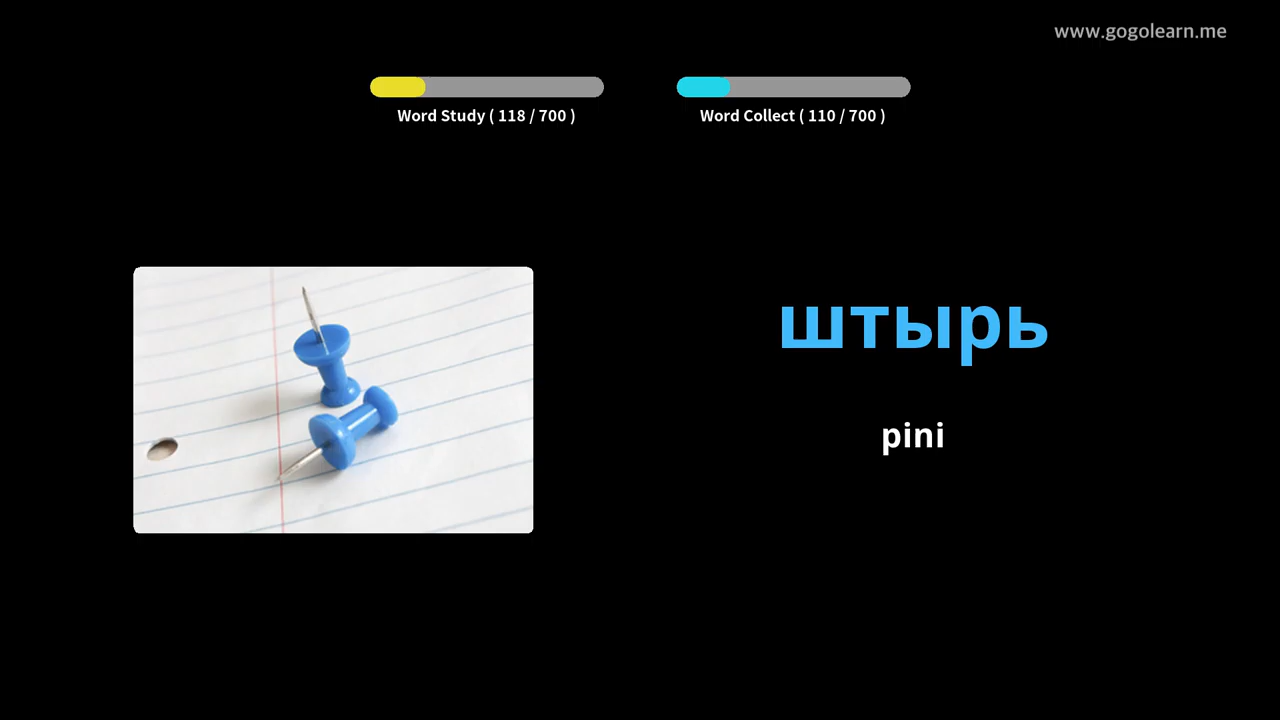 www.gogolearn.me
Word Study ( 118 / 700 )
Word Collect ( 110 / 700 )
штырь
pini